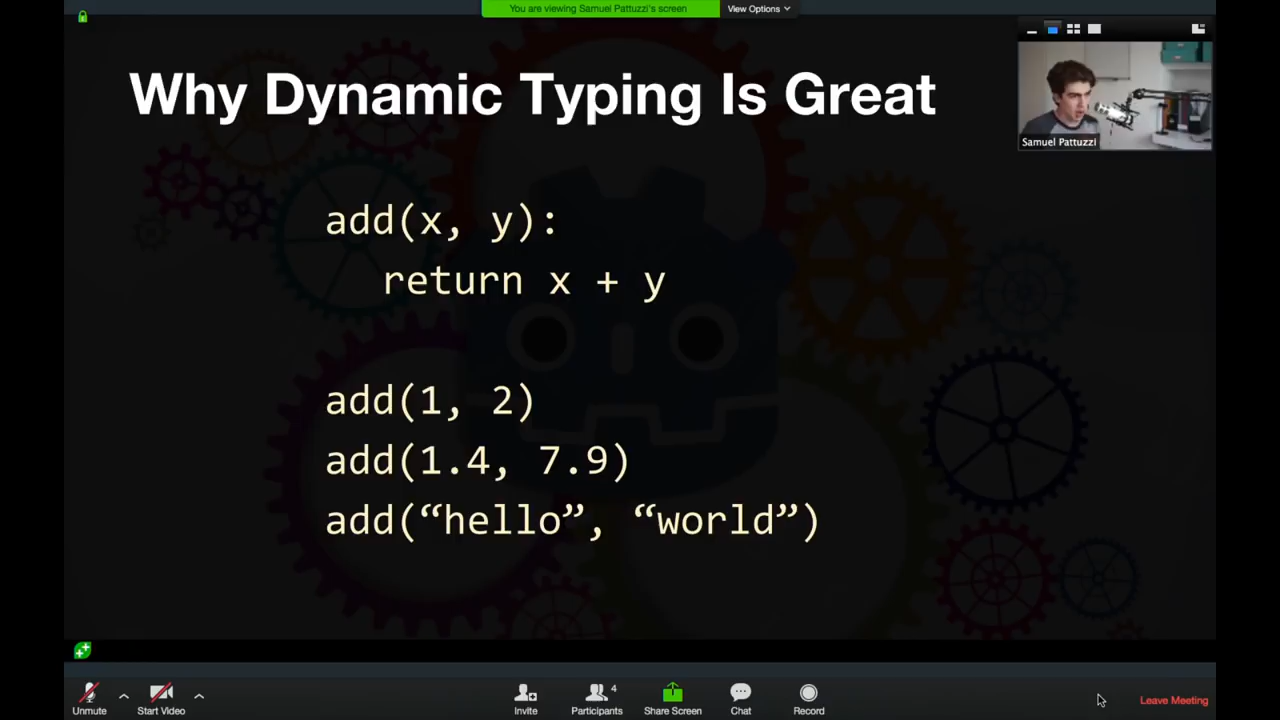 You are viewing Samuel Pattuzzi's screen
View Options
Why Dynamic Typing Is Great
Samuel Pattuzzi
add(x, y):
return x + y
add(1, 2)
add(1.4, 7.9)
add(“hello”, “world”)
Unmute
Start Video
Invite
4
Participants
Share Screen
Chat
Record
Leave Meeting